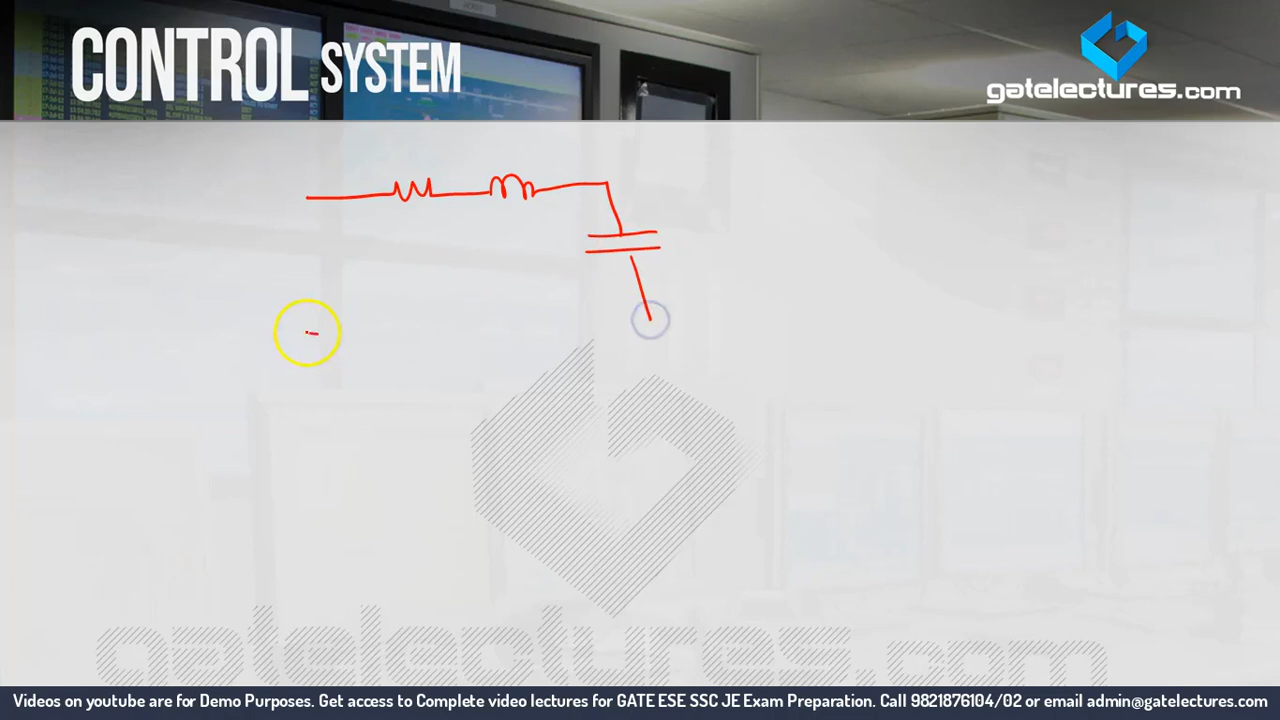 CONTROL SYSTEM
gatelectures.com
gatelectures.com
Videos on youtube are for Demo Purposes. Get access to Complete video lectures for GATE ESE SSC JE Exam Preparation. Call 9821876104/02 or email admin@gatelectures.com